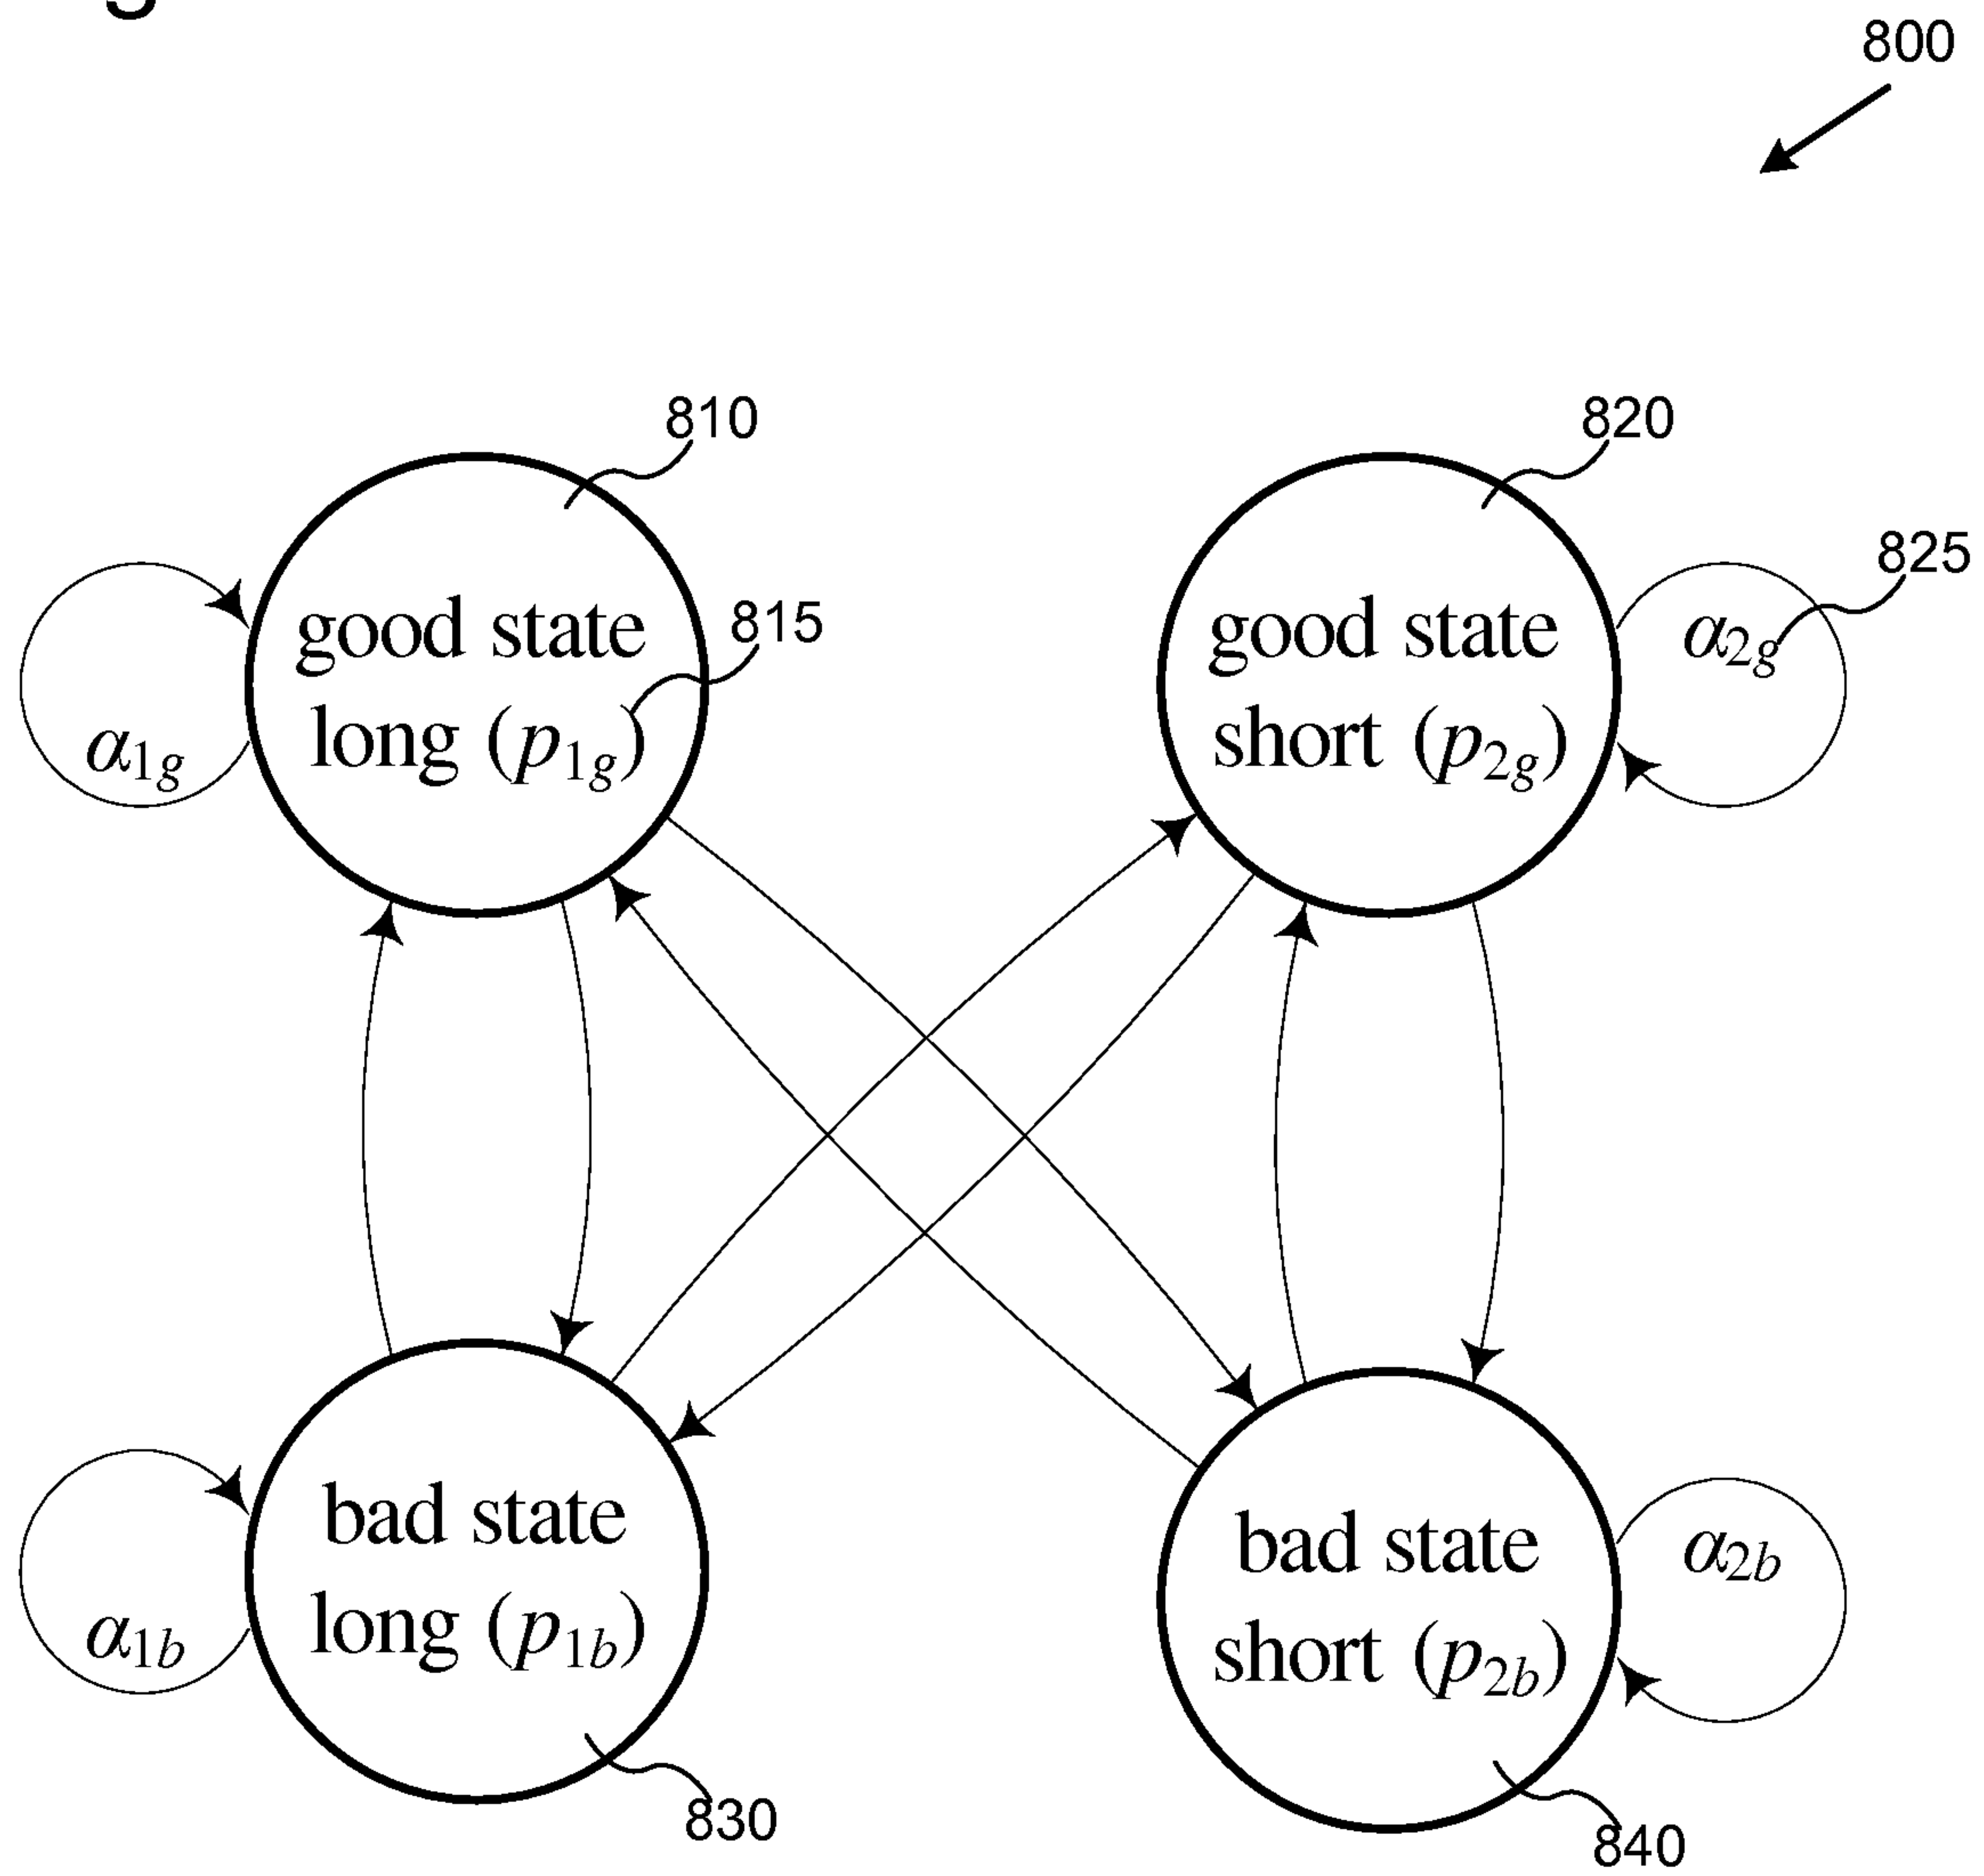 800
810
820
825
good state
long (p1g)
815
good state
short (p2g)
α2g
α1g
bad state
long (p1b)
α1b
bad state
short (p2b)
α2b
830
840